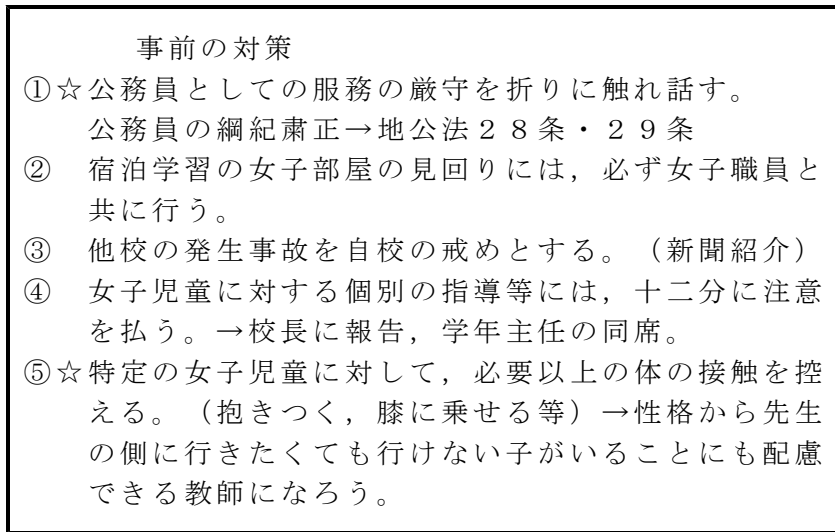 事前の対策
①☆公務員としての服務の厳守を折りに触れ話す。
公務員の綱紀粛正→地公法２８条・２９条
②　宿泊学習の女子部屋の見回りには，必ず女子職員と
共に行う。
③　他校の発生事故を自校の戒めとする。（新聞紹介）
④　女子児童に対する個別の指導等には，十二分に注意
を払う。→校長に報告，学年主任の同席。
⑤☆特定の女子児童に対して，必要以上の体の接触を控
える。（抱きつく，膝に乗せる等）→性格から先生
の側に行きたくても行けない子がいることにも配慮
できる教師になろう。